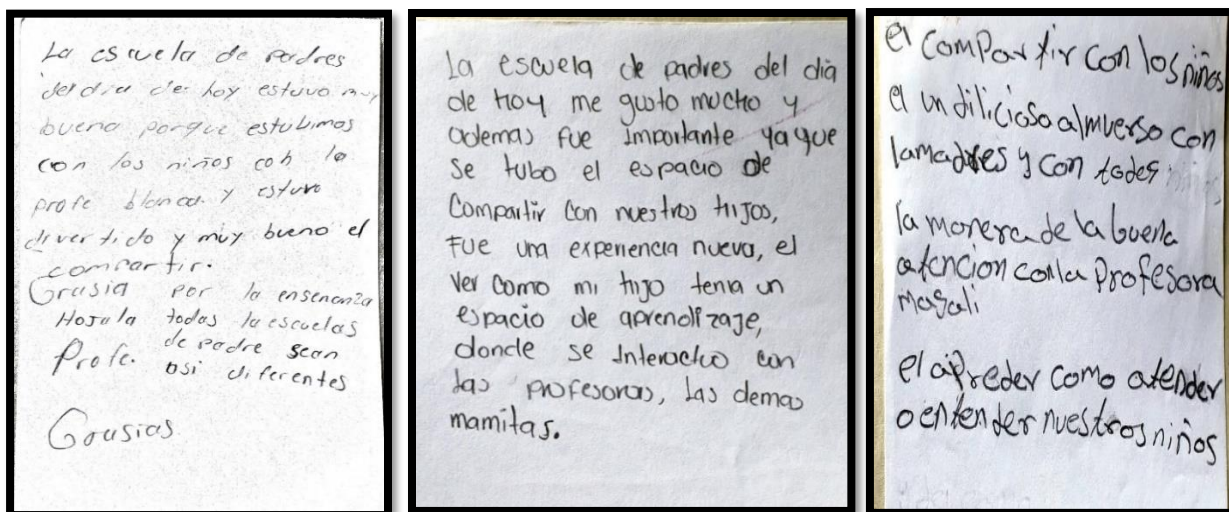 La escuela de padres
del dia de hoy estuvo muy
bueno porque estubimos
con los niños con la
profe blanca y estuvo
divertido y muy bueno el
compartir.
Grasia por la enseñanza
Hojala todas la escuelas
Profe. de padre sean
asi diferentes
Grasias
La escuela de padres del dia
de hoy me gusto mucho y
ademas fue Importante ya que
se tubo el espacio de
Compartir con nuestros hijos,
Fue una experiencia nueva, el
ver como mi hijo tenia un
espacio de aprendizaje,
donde se Interactuo con
las profesoras, las demas
mamitas.
el compartir con los niños
el un dilicioso almuerso con
lamadres y con todes
la manera de la buena
atencion con la Profesora
Magali
el apreder como atender
o entender nuestros niños